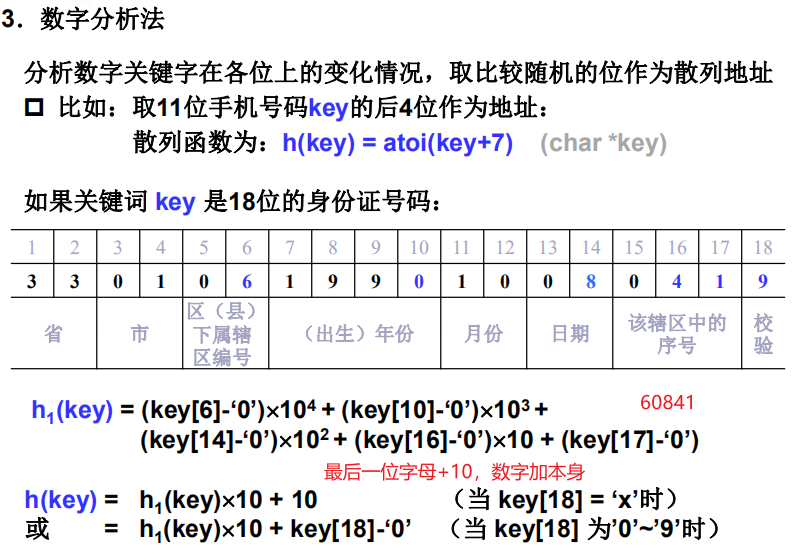 3．数字分析法
分析数字关键字在各位上的变化情况，取比较随机的位作为散列地址
比如：取11位手机号码key的后4位作为地址：
散列函数为：h(key) = atoi(key+7) (char *key)
如果关键词 key 是18位的身份证号码：
1 2 3 4 5 6 7 8 9 10 11 12 13 14 15 16 17 18
3 3 0 1 0 6 1 9 9 0 1 0 0 8 0 4 1 9
省 市 区（县）下属辖区编号 （出生）年份 月份 日期 该辖区中的序号 校验
h₁(key) = (key[6]-‘0’)×10⁴ + (key[10]-‘0’)×10³ + 60841
(key[14]-‘0’)×10² + (key[16]-‘0’)×10 + (key[17]-‘0’)
最后一位字母+10，数字加本身
h(key) = h₁(key)×10 + 10 （当 key[18] = ‘x’时）
或 = h₁(key)×10 + key[18]-‘0’ （当 key[18] 为’0’~’9’时）